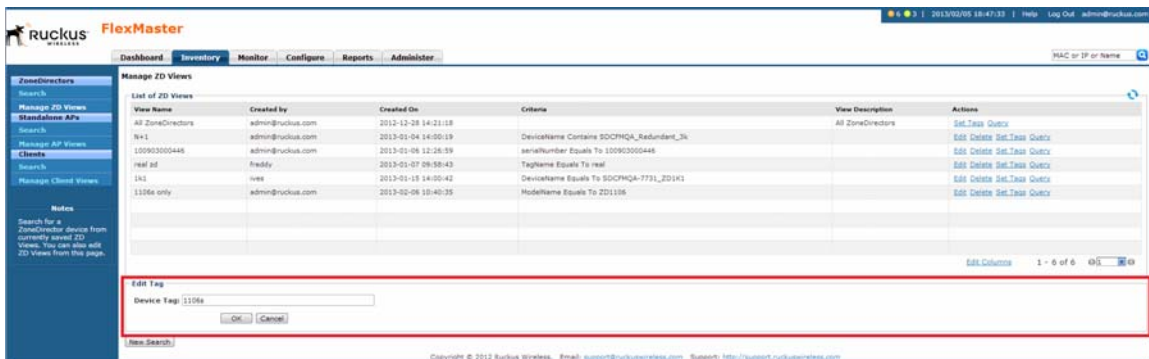 6 3 | 2013/02/05 18:47:33 | Help Log Out admin@ruckus.com
Ruckus WIRELESS FlexMaster
Dashboard Inventory Monitor Configure Reports Administer MAC or IP or Name
ZoneDirectors
Search
Manage ZD Views
Standalone APs
Search
Manage AP Views
Clients
Search
Manage Client Views
Notes
Search for a
ZoneDirector device from
currently saved ZD
Views. You can also edit
ZD Views from this page.
Manage ZD Views
List of ZD Views
View Name Created by Created On Criteria View Description Actions
All ZoneDirectors admin@ruckus.com 2012-12-28 14:21:18 All ZoneDirectors Set Tags Query
N+1 admin@ruckus.com 2013-01-04 14:00:19 DeviceName Contains SDCFMQA_Redundant_3k Edit Delete Set Tags Query
100903000446 admin@ruckus.com 2013-01-06 12:26:59 serialNumber Equals To 100903000446 Edit Delete Set Tags Query
real zd freddy 2013-01-07 09:58:43 TagName Equals To real Edit Delete Set Tags Query
1k1 ives 2013-01-15 14:00:42 DeviceName Equals To SDCFMQA-7731_ZD1K1 Edit Delete Set Tags Query
1106s only admin@ruckus.com 2013-02-06 10:40:35 ModelName Equals To ZD1106 Edit Delete Set Tags Query
Edit Columns 1 - 6 of 6 1
Edit Tag
Device Tag: 1106s
OK Cancel
New Search
Copyright © 2012 Ruckus Wireless. Email: support@ruckuswireless.com Support: http://support.ruckuswireless.com